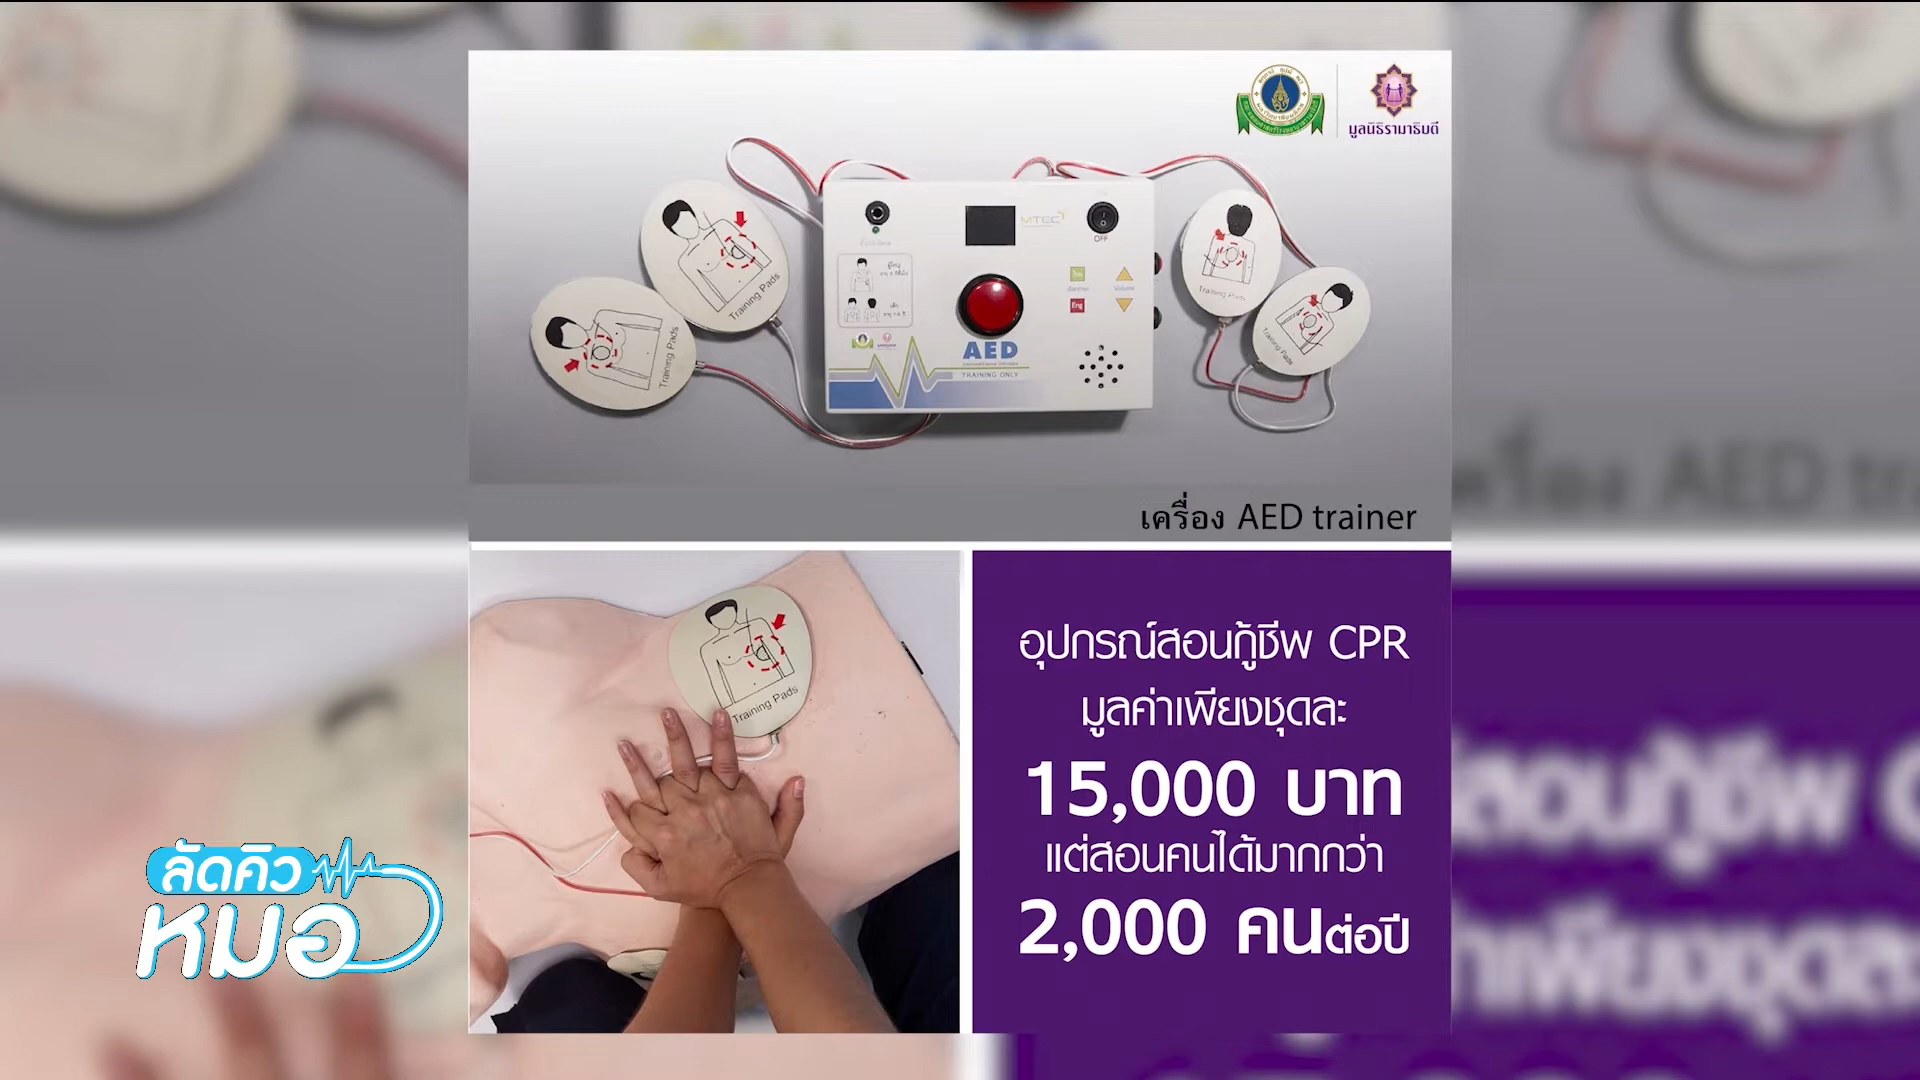 มูลนิธิรามาธิบดี
Training Pads
Training Pads
MTEC
OFF
Volume
Eng
AED
TRAINING ONLY
Training Pads
Training Pads
เครื่อง AED trainer
Training Pads
อุปกรณ์สอนกู้ชีพ CPR
มูลค่าเพียงชุดละ
15,000 บาท
แต่สอนคนได้มากกว่า
2,000 คนต่อปี
ลัดคิว
หมอ